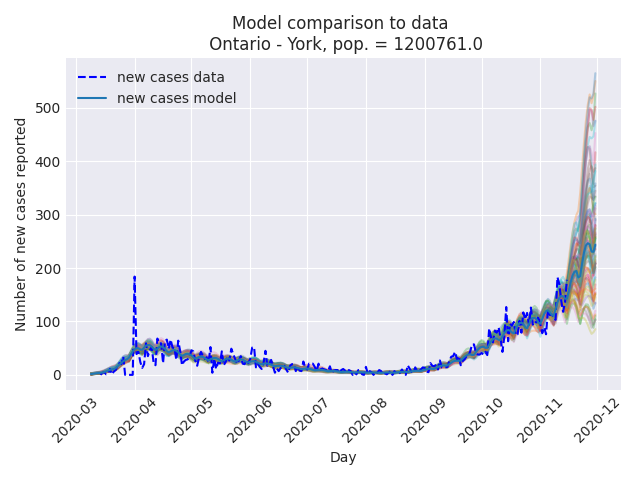 Model comparison to data
Ontario - York, pop. = 1200761.0
new cases data
new cases model
Number of new cases reported
500
400
300
200
100
0
2020-03
2020-04
2020-05
2020-06
2020-07
2020-08
2020-09
2020-10
2020-11
2020-12
Day